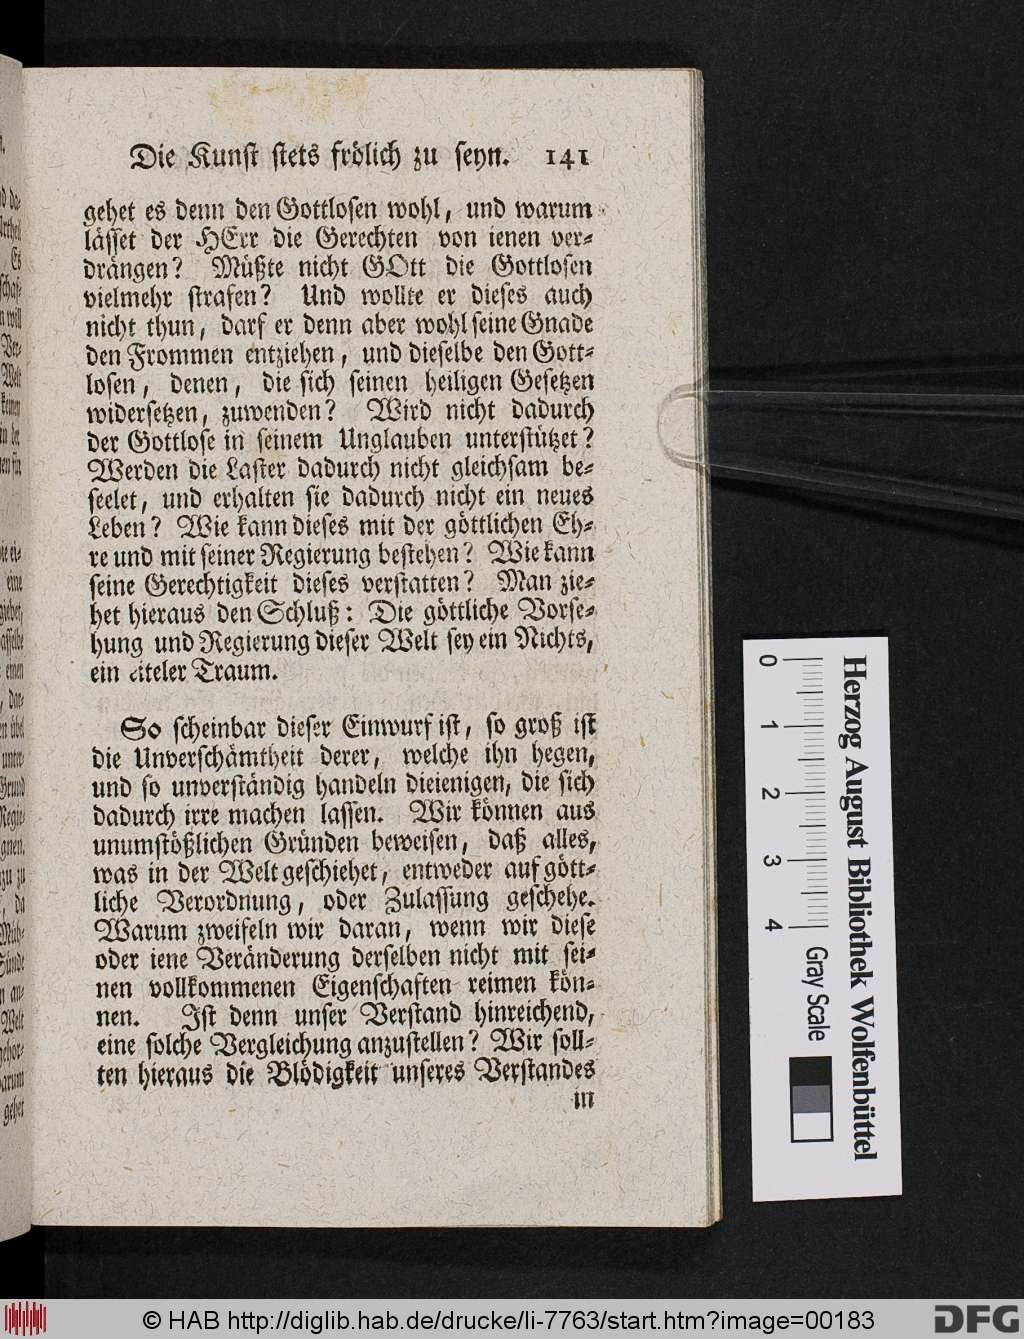 Die Kunst stets frölich zu seyn. 141
gehet es denn den Gottlosen wohl, und warum
lässet der HErr die Gerechten von ienen ver-
drängen? Müßte nicht GOtt die Gottlosen
vielmehr strafen? Und wollte er dieses auch
nicht thun, darf er denn aber wohl seine Gnade
den Frommen entziehen, und dieselbe den Gott-
losen, denen, die sich seinen heiligen Gesetzen
widersetzen, zuwenden? Wird nicht dadurch
der Gottlose in seinem Unglauben unterstützet?
Werden die Laster dadurch nicht gleichsam be-
seelet, und erhalten sie dadurch nicht ein neues
Leben? Wie kann dieses mit der göttlichen Eh-
re und mit seiner Regierung bestehen? Wie kann
seine Gerechtigkeit dieses verstatten? Man zie-
het hieraus den Schluß: Die göttliche Vorse-
hung und Regierung dieser Welt sey ein Nichts,
ein eiteler Traum.
So scheinbar dieser Einwurf ist, so groß ist
die Unverschämtheit derer, welche ihn hegen,
und so unverständig handeln dieienigen, die sich
dadurch irre machen lassen. Wir können aus
unumstößlichen Gründen beweisen, daß alles,
was in der Welt geschiehet, entweder auf gött-
liche Verordnung, oder Zulassung geschehe.
Warum zweifeln wir daran, wenn wir diese
oder iene Veränderung derselben nicht mit sei-
nen vollkommenen Eigenschaften reimen kön-
nen. Ist denn unser Verstand hinreichend,
eine solche Vergleichung anzustellen? Wir soll-
ten hieraus die Blödigkeit unseres Verstandes
in
0 1 2 3 4
Gray Scale
Herzog August Bibliothek Wolfenbüttel
© HAB http://diglib.hab.de/drucke/li-7763/start.htm?image=00183
DFG